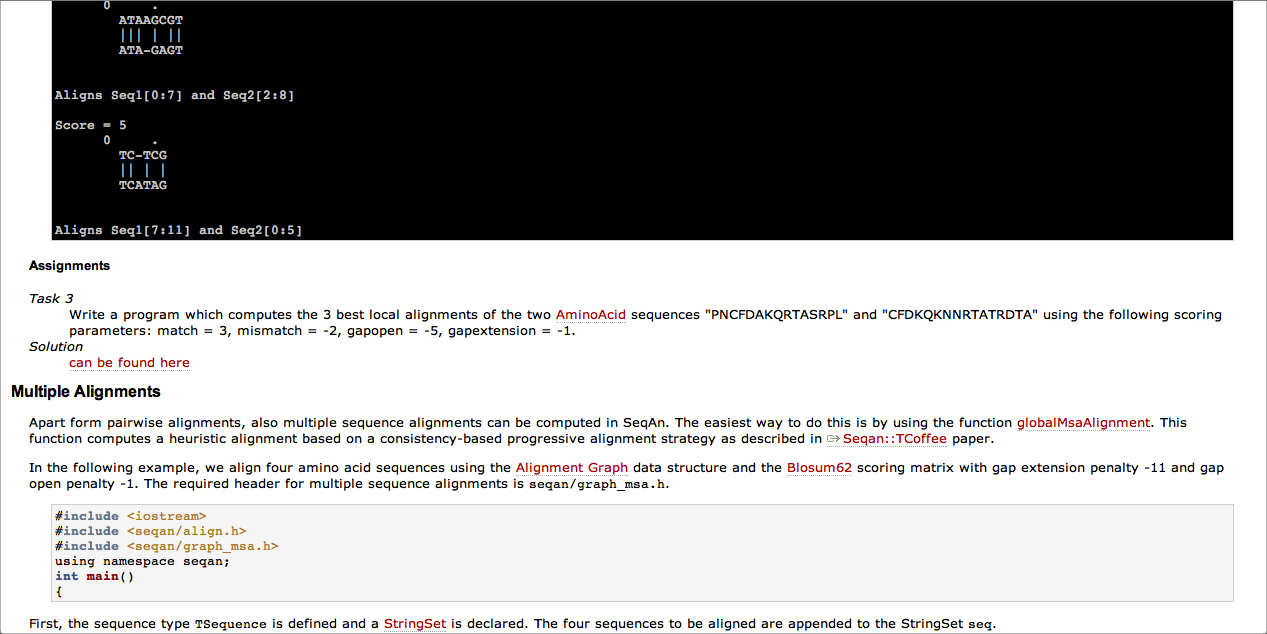 0      .
ATAAGCGT
||| | ||
ATA-GAGT
Aligns Seq1[0:7] and Seq2[2:8]
Score = 5
0      .
TC-TCG
|| | |
TCATAG
Aligns Seq1[7:11] and Seq2[0:5]
Assignments
Task 3
Write a program which computes the 3 best local alignments of the two AminoAcid sequences "PNCFDAKQRTASRPL" and "CFDKQKNNRTATRDTA" using the following scoring
parameters: match = 3, mismatch = -2, gapopen = -5, gapextension = -1.
Solution
can be found here
Multiple Alignments
Apart form pairwise alignments, also multiple sequence alignments can be computed in SeqAn. The easiest way to do this is by using the function globalMsaAlignment. This
function computes a heuristic alignment based on a consistency-based progressive alignment strategy as described in Seqan::TCoffee paper.
In the following example, we align four amino acid sequences using the Alignment Graph data structure and the Blosum62 scoring matrix with gap extension penalty -11 and gap
open penalty -1. The required header for multiple sequence alignments is seqan/graph_msa.h.
#include <iostream>
#include <seqan/align.h>
#include <seqan/graph_msa.h>
using namespace seqan;
int main()
{
First, the sequence type TSequence is defined and a StringSet is declared. The four sequences to be aligned are appended to the StringSet seq.